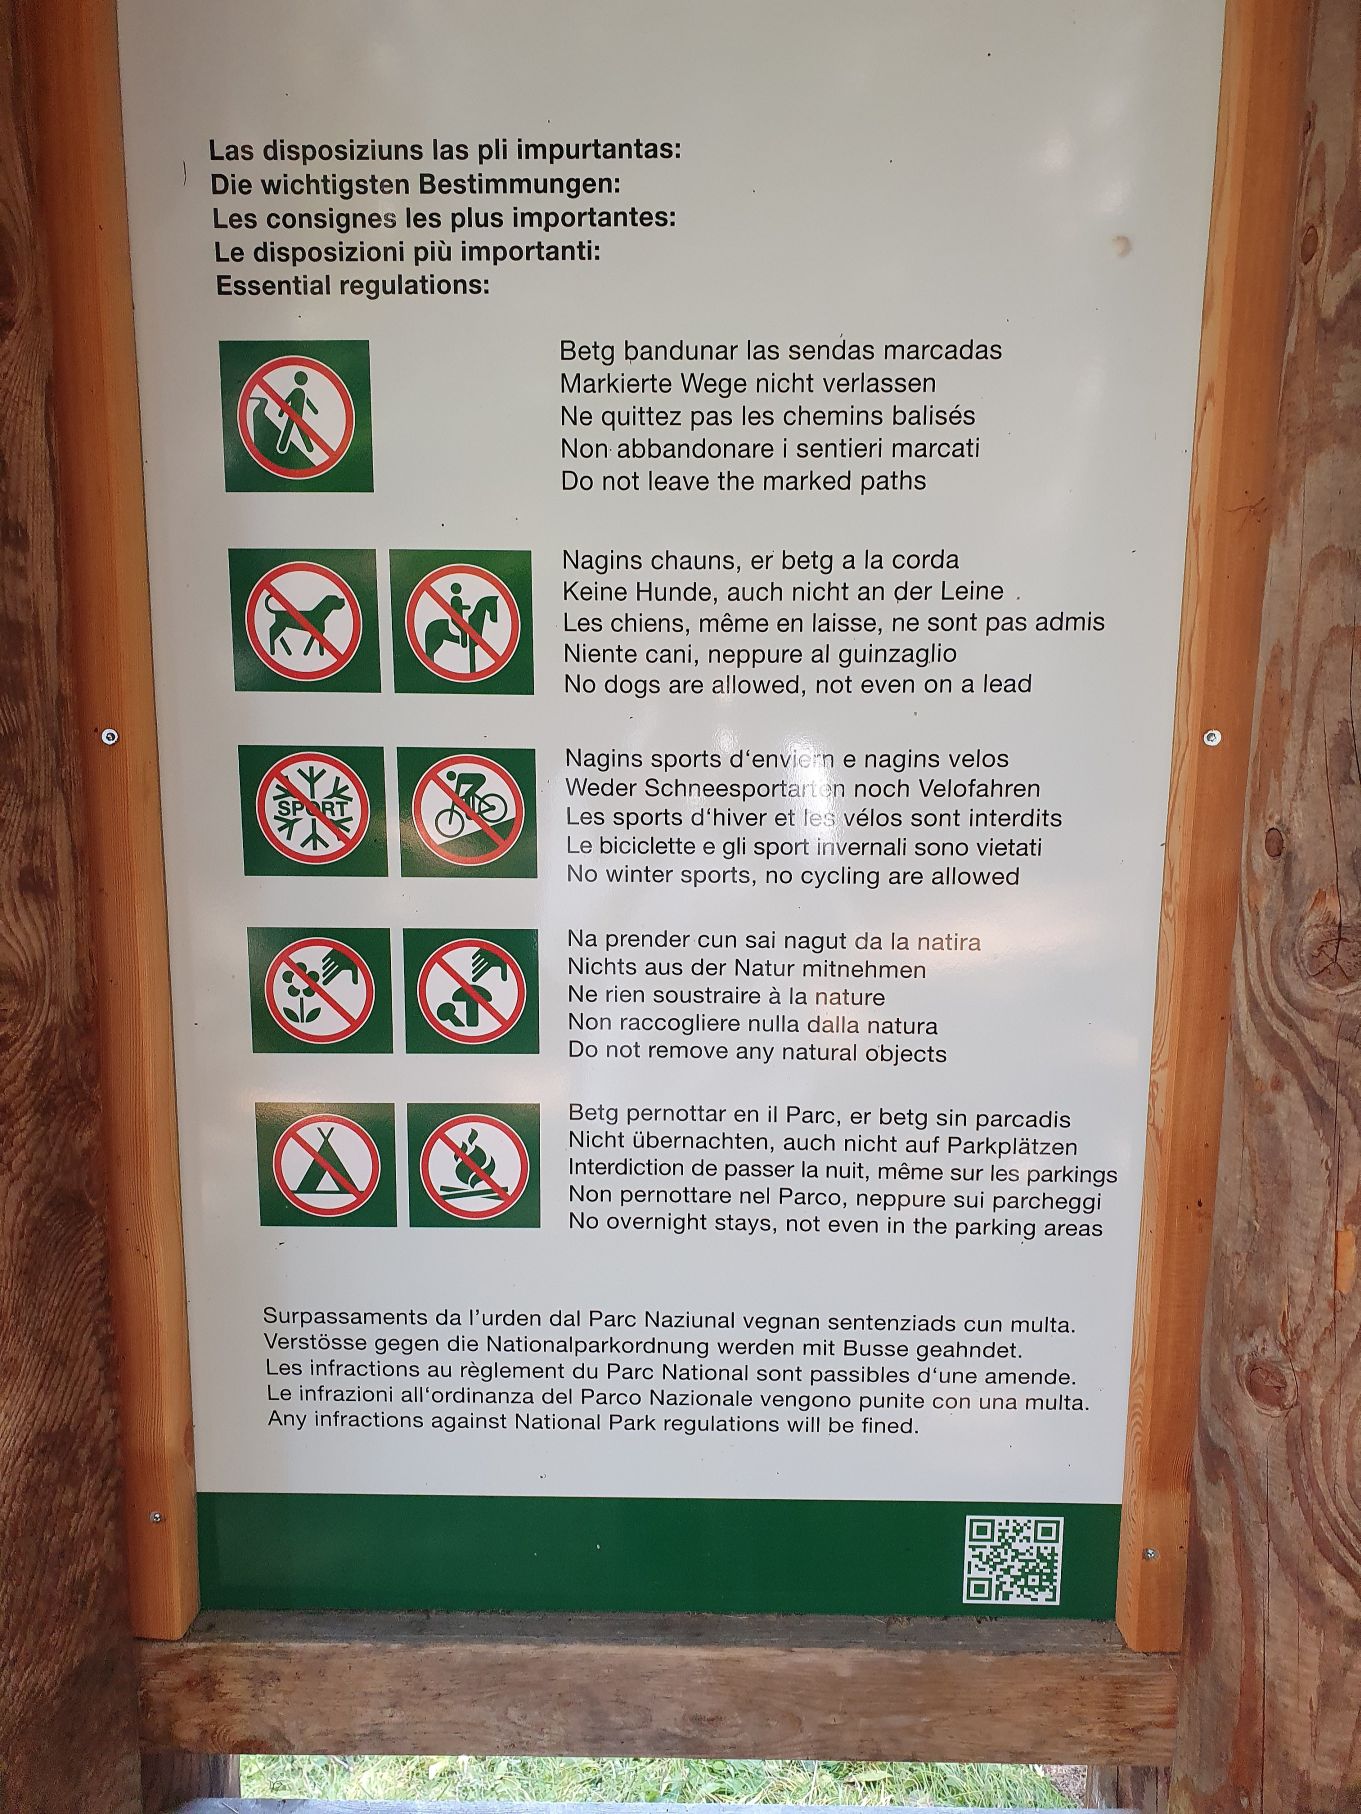 Las disposiziuns las pli impurtantas:
Die wichtigsten Bestimmungen:
Les consignes les plus importantes:
Le disposizioni più importanti:
Essential regulations:
Betg bandunar las sendas marcadas
Markierte Wege nicht verlassen
Ne quittez pas les chemins balisés
Non abbandonare i sentieri marcati
Do not leave the marked paths
Nagins chauns, er betg a la corda
Keine Hunde, auch nicht an der Leine
Les chiens, même en laisse, ne sont pas admis
Niente cani, neppure al guinzaglio
No dogs are allowed, not even on a lead
SPORT
Nagins sports d‘enviern e nagins velos
Weder Schneesportarten noch Velofahren
Les sports d‘hiver et les vélos sont interdits
Le biciclette e gli sport invernali sono vietati
No winter sports, no cycling are allowed
Na prender cun sai nagut da la natira
Nichts aus der Natur mitnehmen
Ne rien soustraire à la nature
Non raccogliere nulla dalla natura
Do not remove any natural objects
Betg pernottar en il Parc, er betg sin parcadis
Nicht übernachten, auch nicht auf Parkplätzen
Interdiction de passer la nuit, même sur les parkings
Non pernottare nel Parco, neppure sui parcheggi
No overnight stays, not even in the parking areas
Surpassaments da l’urden dal Parc Naziunal vegnan sentenziads cun multa.
Verstösse gegen die Nationalparkordnung werden mit Busse geahndet.
Les infractions au règlement du Parc National sont passibles d‘une amende.
Le infrazioni all‘ordinanza del Parco Nazionale vengono punite con una multa.
Any infractions against National Park regulations will be fined.